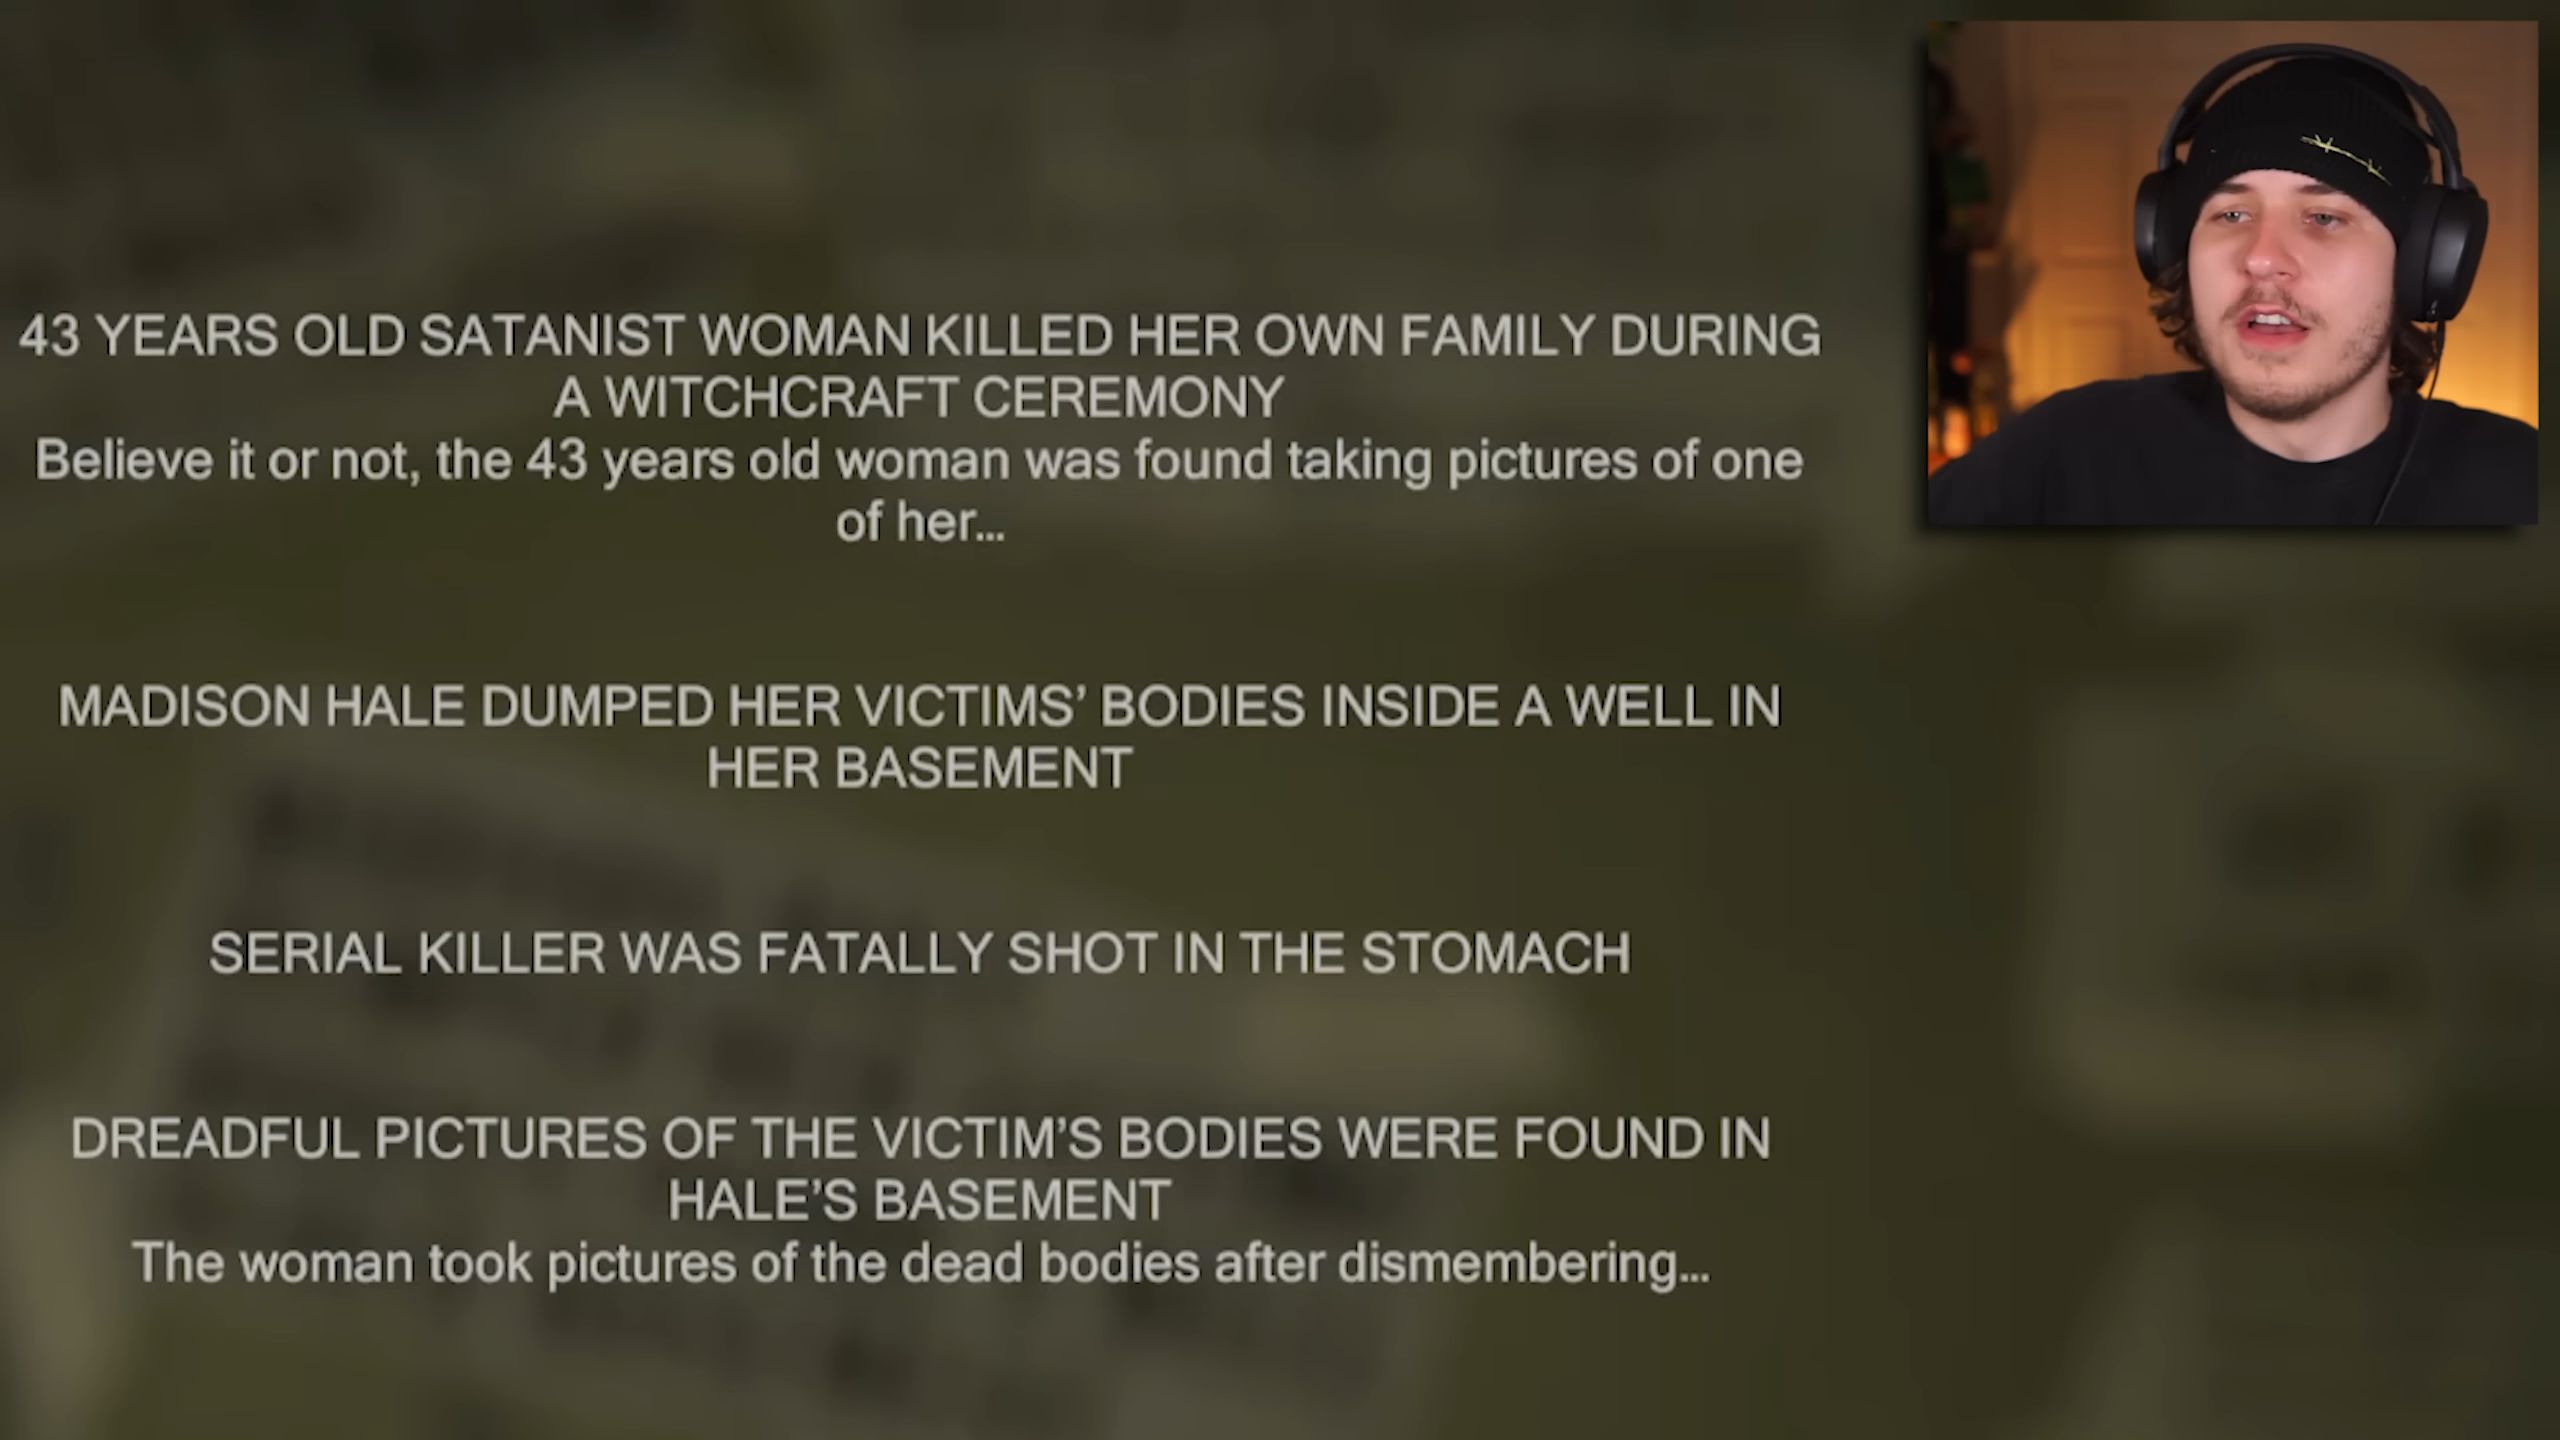 43 YEARS OLD SATANIST WOMAN KILLED HER OWN FAMILY DURING
A WITCHCRAFT CEREMONY
Believe it or not, the 43 years old woman was found taking pictures of one
of her...
MADISON HALE DUMPED HER VICTIMS’ BODIES INSIDE A WELL IN
HER BASEMENT
SERIAL KILLER WAS FATALLY SHOT IN THE STOMACH
DREADFUL PICTURES OF THE VICTIM’S BODIES WERE FOUND IN
HALE’S BASEMENT
The woman took pictures of the dead bodies after dismembering...